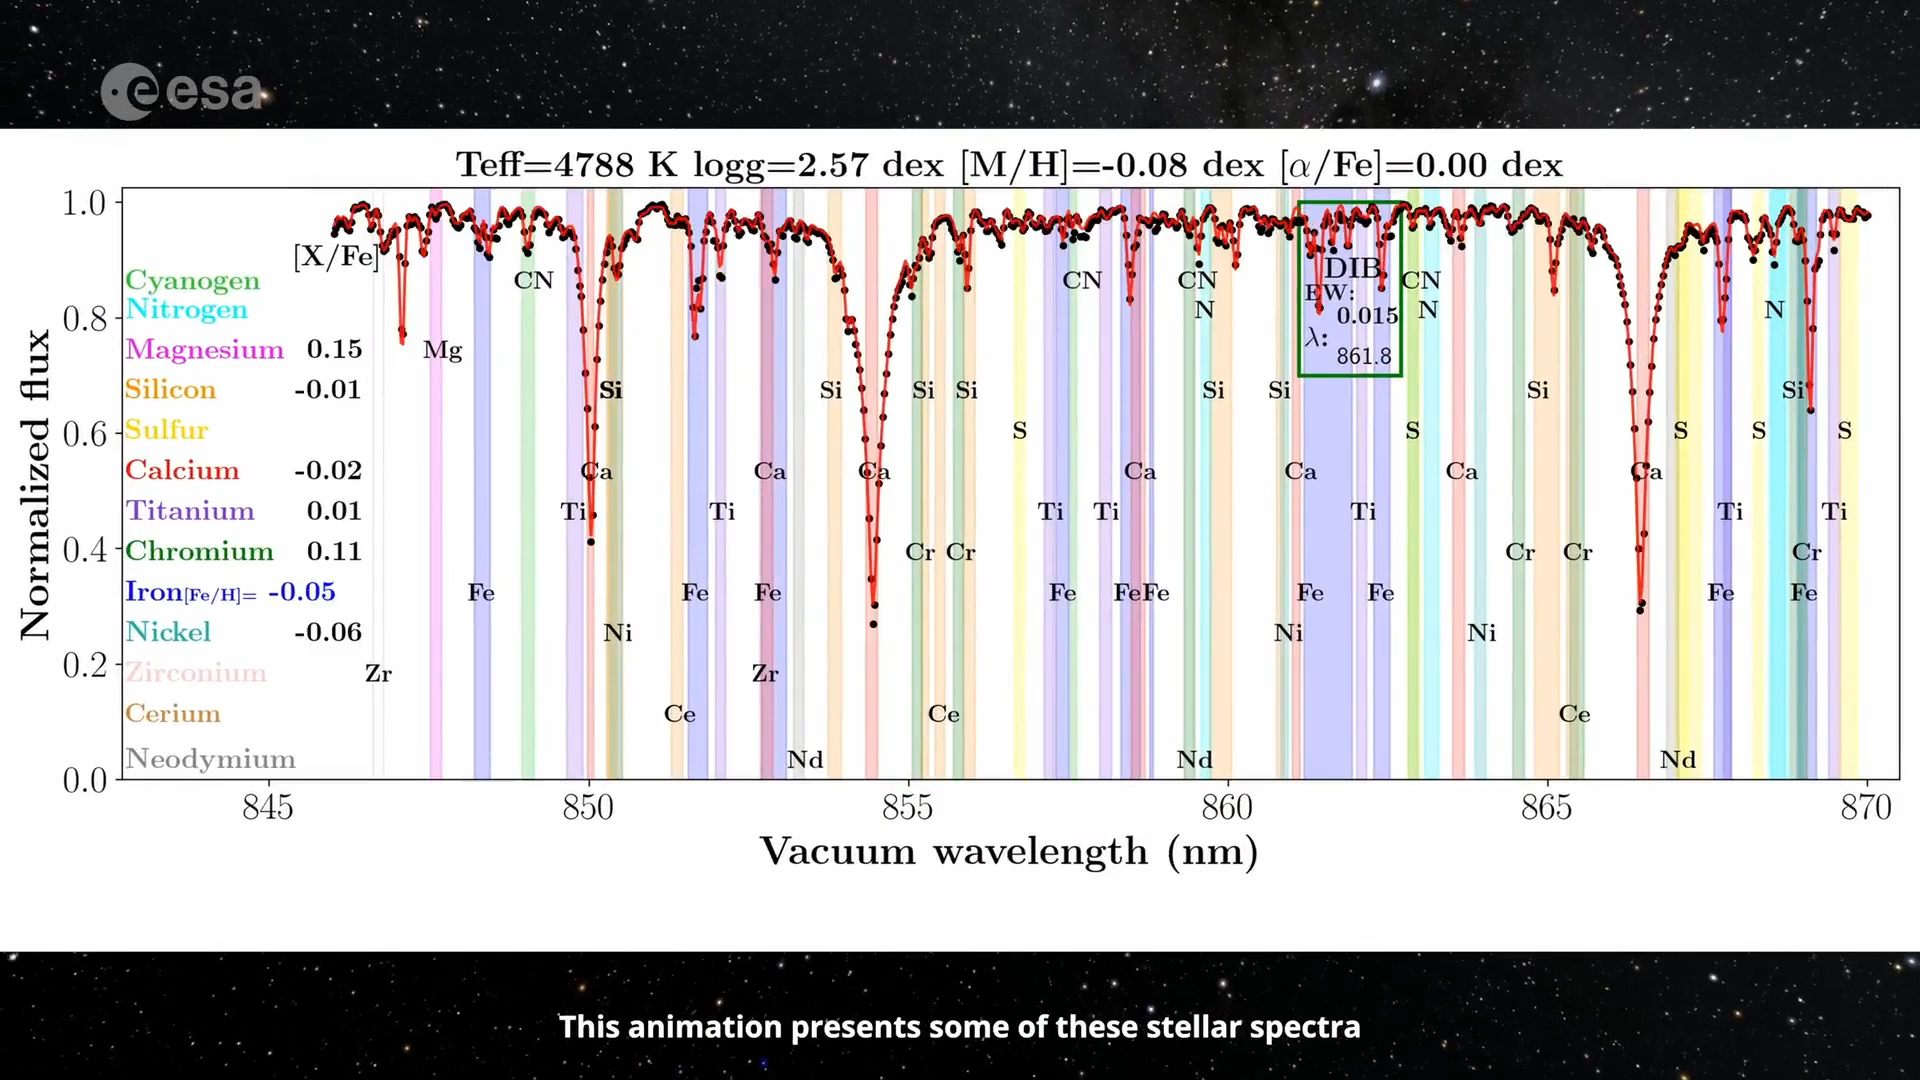 esa
Teff=4788 K logg=2.57 dex [M/H]=-0.08 dex [α/Fe]=0.00 dex
Normalized flux
1.0
0.8
0.6
0.4
0.2
0.0
[X/Fe]
Cyanogen CN CN CN CN
Nitrogen N N N
Magnesium 0.15 Mg
Silicon -0.01 Si Si Si Si Si Si Si Si
Sulfur S S S S S
Calcium -0.02 Ca Ca Ca Ca Ca Ca Ca
Titanium 0.01 Ti Ti Ti Ti Ti Ti Ti
Chromium 0.11 Cr Cr Cr Cr Cr
Iron[Fe/H]= -0.05 Fe Fe Fe Fe Fe Fe Fe Fe Fe Fe
Nickel -0.06 Ni Ni Ni
Zirconium Zr Zr
Cerium Ce Ce Ce
Neodymium Nd Nd Nd
DIB
EW:
0.015
λ:
861.8
845 850 855 860 865 870
Vacuum wavelength (nm)
This animation presents some of these stellar spectra